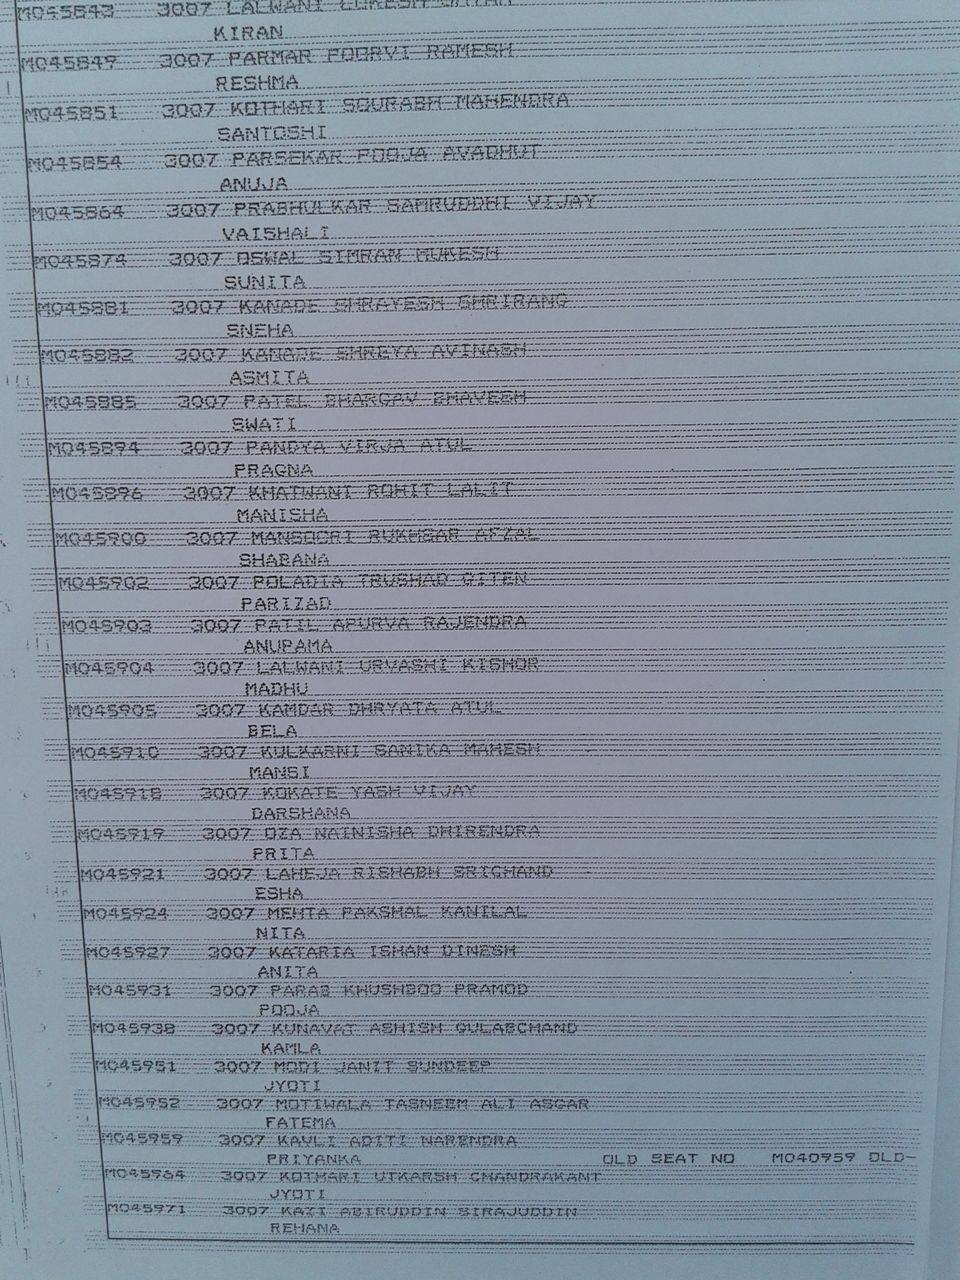 M045843 3007 LALWANI LOKESH
KIRAN
M045849 3007 PARMAR POORVI RAMESH
RESHMA
M045851 3007 KOTHARI SOURABH MAHENDRA
SANTOSHI
M045854 3007 PARSEKAR POOJA AVADHUT
ANUJA
M045864 3007 PRABHULKAR SAMRUDDHI VIJAY
VAISHALI
M045874 3007 OSWAL SIMRAN MUKESH
SUNITA
M045881 3007 KANADE SHRAYESH SHRIRANG
SNEHA
M045882 3007 KANADE SHREYA AVINASH
ASMITA
M045885 3007 PATEL BHARGAV BHAVESH
SWATI
M045894 3007 PANDYA VIRJA ATUL
PRAGNA
M045896 3007 KHATWANI ROHIT LALIT
MANISHA
M045900 3007 MANSOORI RUKHSAR AFZAL
SHABANA
M045902 3007 POLADIA TRUSHAD GITEN
PARIZAD
M045903 3007 PATIL APURVA RAJENDRA
ANUPAMA
M045904 3007 LALWANI URVASHI KISHOR
MADHU
M045905 3007 KAMDAR DHRYATA ATUL
BELA
M045910 3007 KULKARNI SANIKA MAHESH
MANSI
M045918 3007 KOKATE YASH VIJAY
DARSHANA
M045919 3007 OZA NAINISHA DHIRENDRA
PRITA
M045921 3007 LAHEJA RISHABH SRICHAND
ESHA
M045924 3007 MEHTA PAKSHAL KANILAL
NITA
M045927 3007 KATARIA ISHAN DINESH
ANITA
M045931 3007 PARAB KHUSHBOO PRAMOD
POOJA
M045938 3007 KUNAVAT ASHISH GULABCHAND
KAMLA
M045951 3007 MODI JANIT SUNDEEP
JYOTI
M045952 3007 MOTIWALA TASNEEM ALI ASGAR
FATEMA
M045959 3007 KAVLI ADITI NARENDRA
PRIYANKA OLD SEAT NO M040959 OLD-
M045964 3007 KOTHARI UTKARSH CHANDRAKANT
JYOTI
M045971 3007 KAZI ABIRUDDIN SIRAJUDDIN
REHANA